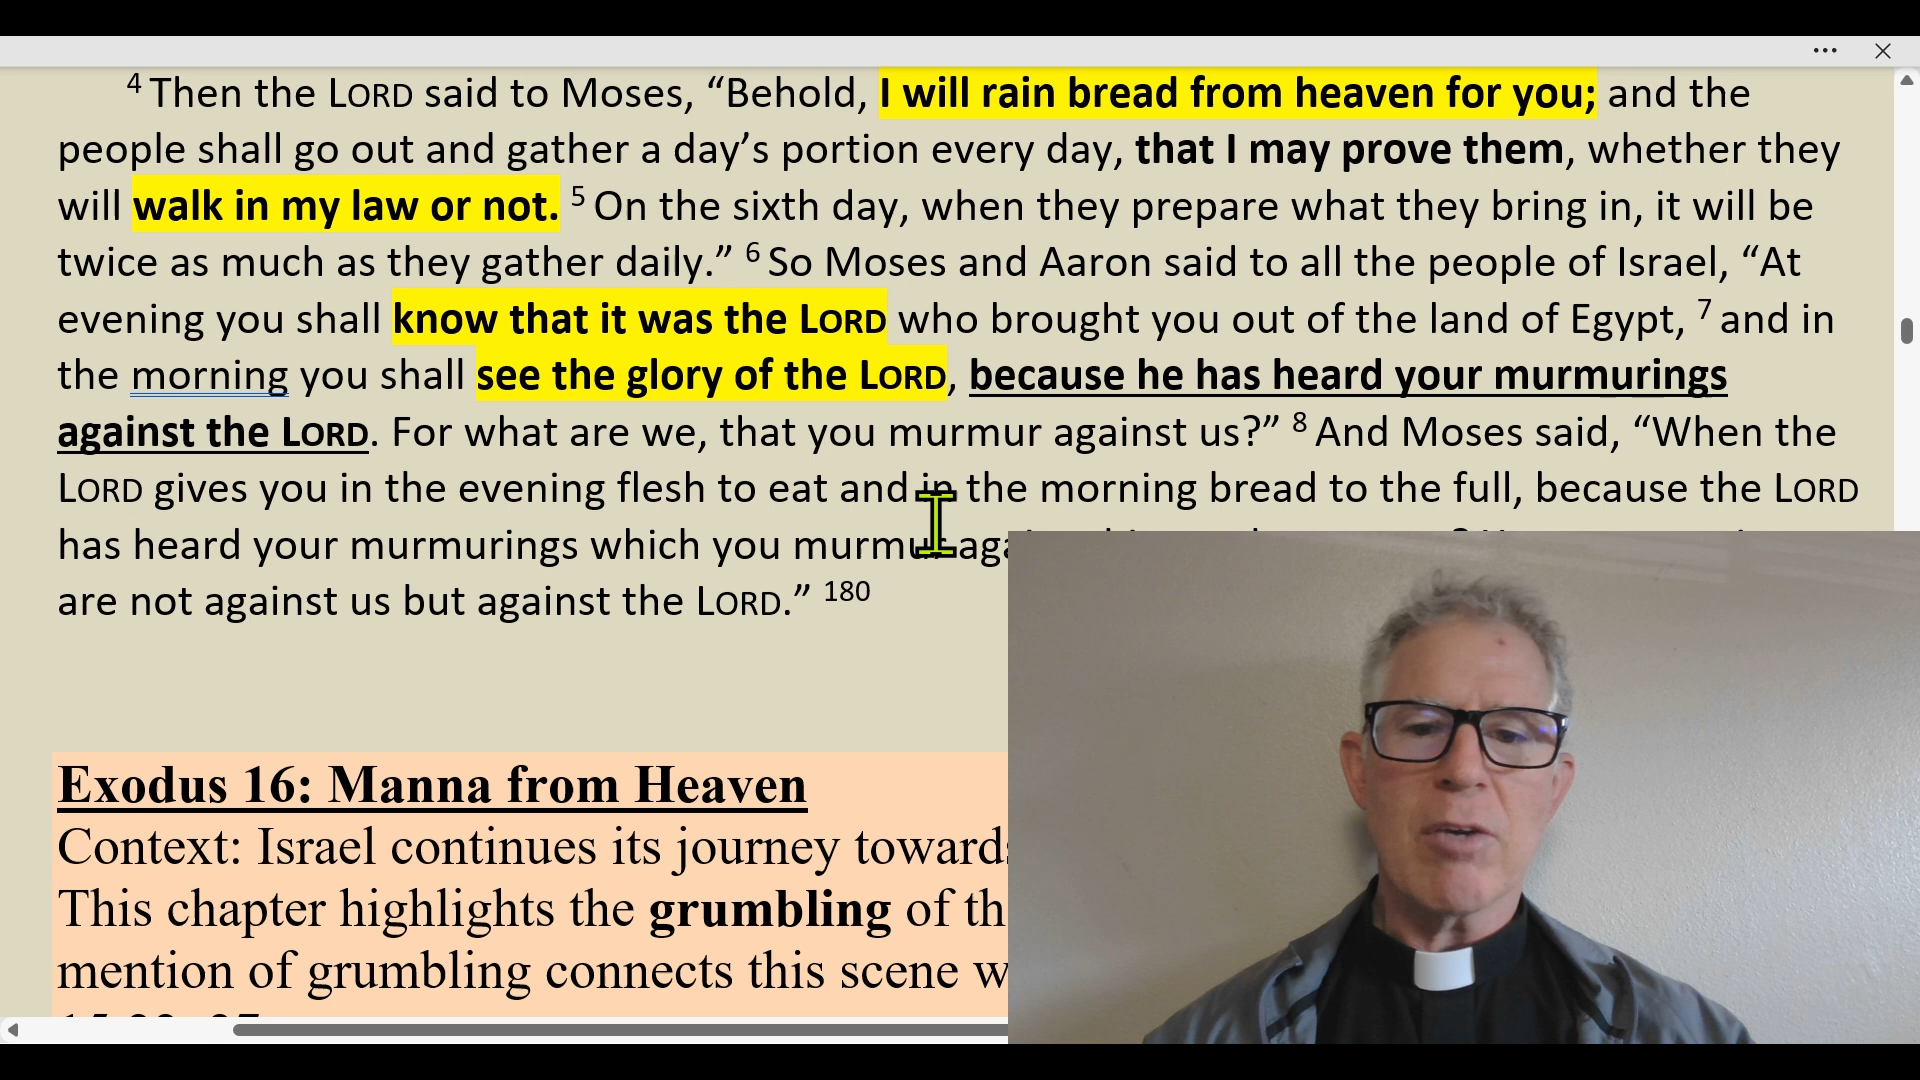 4 Then the LORD said to Moses, “Behold, I will rain bread from heaven for you; and the
people shall go out and gather a day’s portion every day, that I may prove them, whether they
will walk in my law or not. 5 On the sixth day, when they prepare what they bring in, it will be
twice as much as they gather daily.” 6 So Moses and Aaron said to all the people of Israel, “At
evening you shall know that it was the LORD who brought you out of the land of Egypt, 7 and in
the morning you shall see the glory of the LORD, because he has heard your murmurings
against the LORD. For what are we, that you murmur against us?” 8 And Moses said, “When the
LORD gives you in the evening flesh to eat and in the morning bread to the full, because the LORD
has heard your murmurings which you murmur
are not against us but against the LORD.” 180
Exodus 16: Manna from Heaven
Context: Israel continues its journey towards
This chapter highlights the grumbling of
mention of grumbling connects this scene